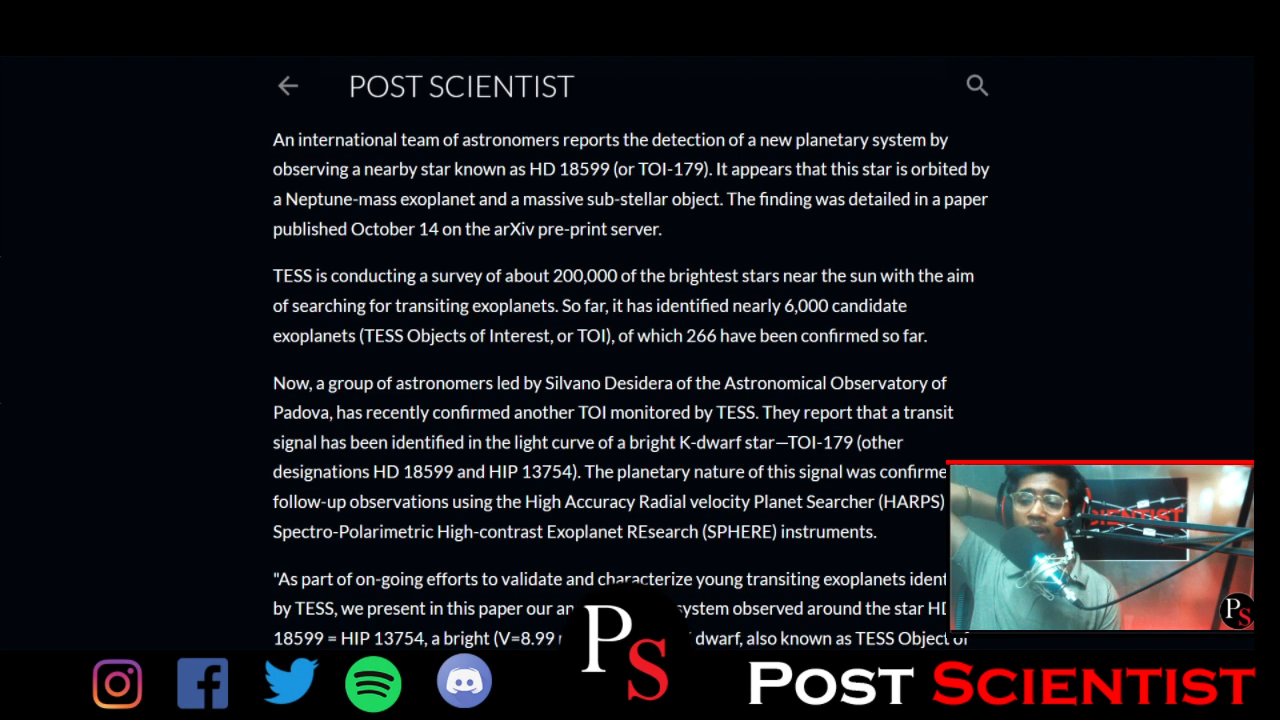 POST SCIENTIST
An international team of astronomers reports the detection of a new planetary system by
observing a nearby star known as HD 18599 (or TOI-179). It appears that this star is orbited by
a Neptune-mass exoplanet and a massive sub-stellar object. The finding was detailed in a paper
published October 14 on the arXiv pre-print server.
TESS is conducting a survey of about 200,000 of the brightest stars near the sun with the aim
of searching for transiting exoplanets. So far, it has identified nearly 6,000 candidate
exoplanets (TESS Objects of Interest, or TOI), of which 266 have been confirmed so far.
Now, a group of astronomers led by Silvano Desidera of the Astronomical Observatory of
Padova, has recently confirmed another TOI monitored by TESS. They report that a transit
signal has been identified in the light curve of a bright K-dwarf star—TOI-179 (other
designations HD 18599 and HIP 13754). The planetary nature of this signal was confirme
follow-up observations using the High Accuracy Radial velocity Planet Searcher (HARPS)
Spectro-Polarimetric High-contrast Exoplanet REsearch (SPHERE) instruments.
"As part of on-going efforts to validate and characterize young transiting exoplanets ident
by TESS, we present in this paper our an system observed around the star HD
18599 = HIP 13754, a bright (V=8.99 dwarf, also known as TESS Object of
PS
PS
POST SCIENTIST